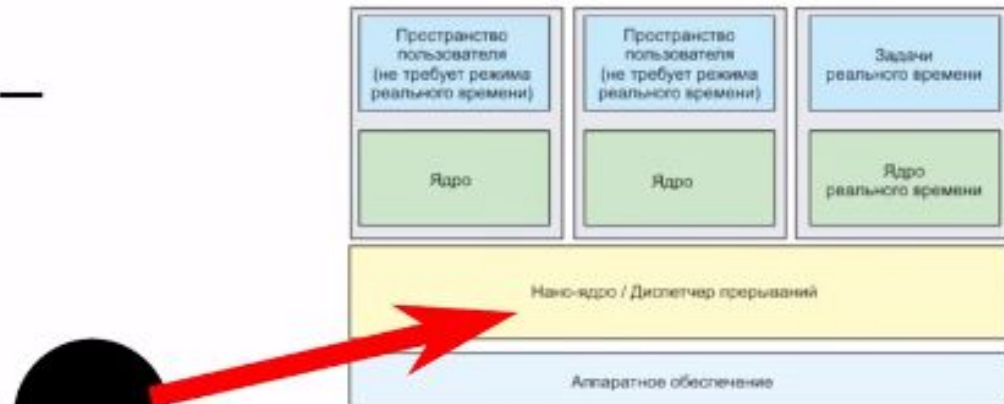 Пространство
пользователя
(не требует режима
реального времени)
Пространство
пользователя
(не требует режима
реального времени)
Задачи
реального времени
Ядро
Ядро
Ядро
реального времени
Нано-ядро / Диспетчер прерываний
Аппаратное обеспечение